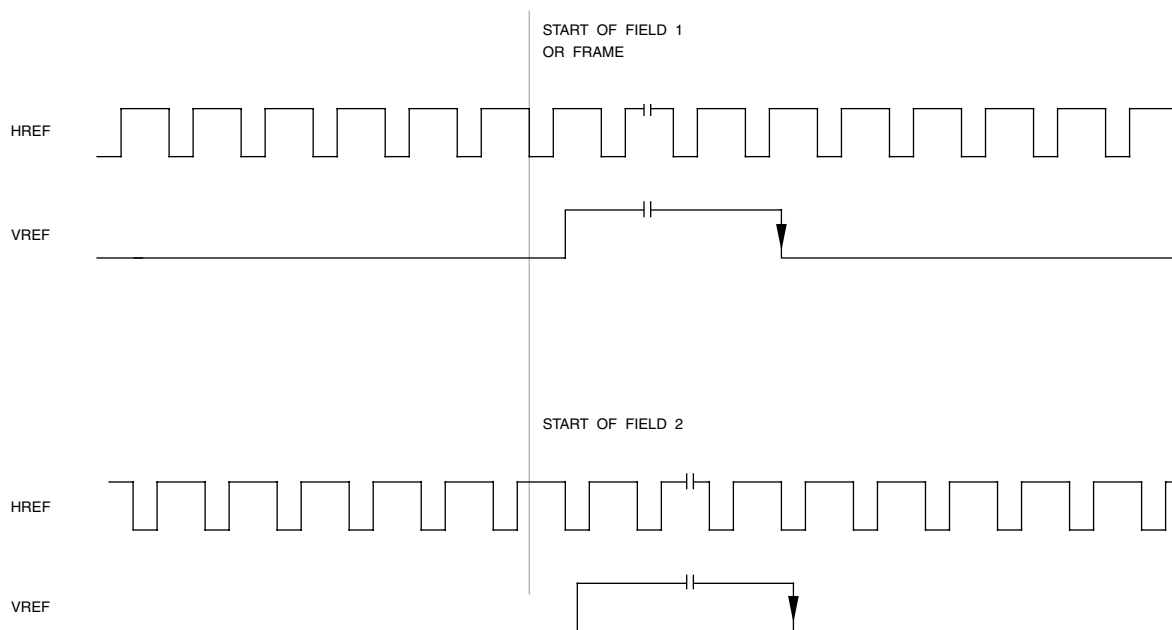 START OF FIELD 1
OR FRAME
HREF
VREF
START OF FIELD 2
HREF
VREF